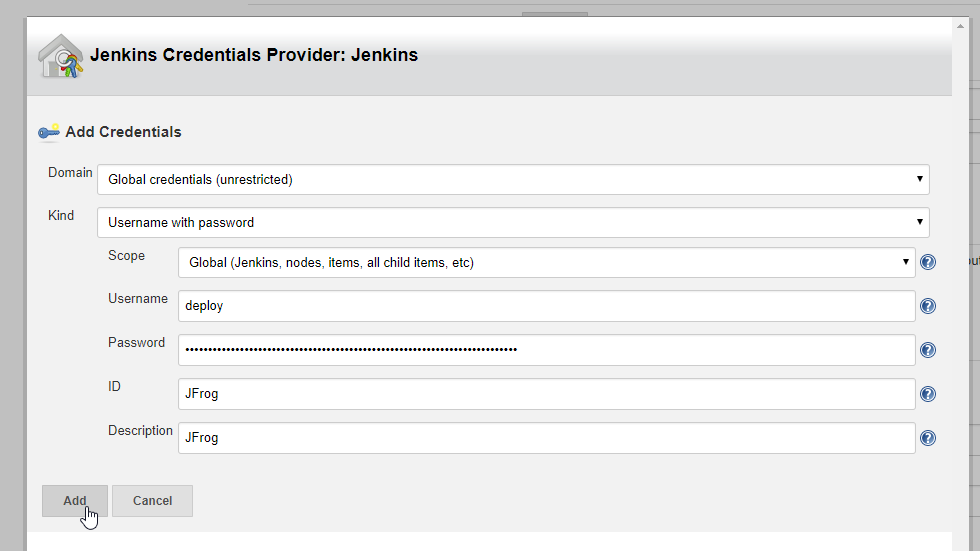 Jenkins Credentials Provider: Jenkins
Add Credentials
Domain
Global credentials (unrestricted)
Kind
Username with password
Scope
Global (Jenkins, nodes, items, all child items, etc)
Username
deploy
Password
••••••••••••••••••••••••••••••••••••••••••••••••••••••••••••••••••••••••
ID
JFrog
Description
JFrog
Add
Cancel